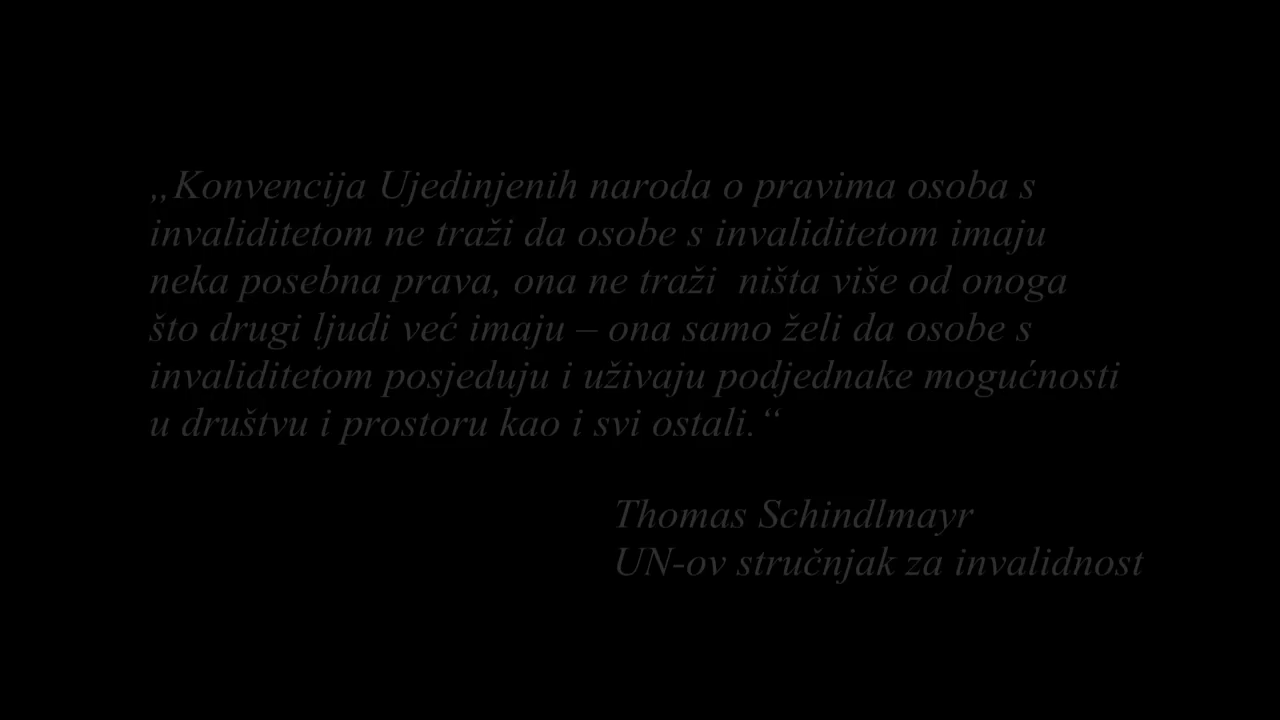 „Konvencija Ujedinjenih naroda o pravima osoba s
invaliditetom ne traži da osobe s invaliditetom imaju
neka posebna prava, ona ne traži  ništa više od onoga
što drugi ljudi već imaju – ona samo želi da osobe s
invaliditetom posjeduju i uživaju podjednake mogućnosti
u društvu i prostoru kao i svi ostali.“
Thomas Schindlmayr
UN-ov stručnjak za invalidnost